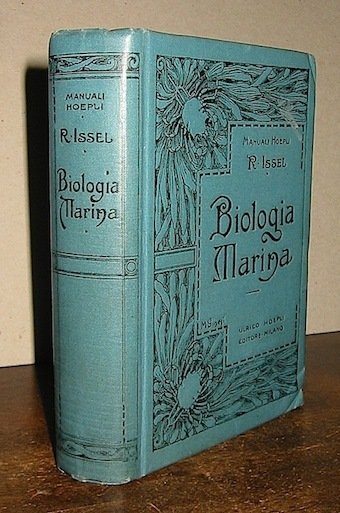 MANUALI
HOEPLI
R. ISSEL
Biologia
Marina
MANUALI HOEPLI
R. ISSEL
Biologia
Marina
ULRICO HOEPLI
EDITORE-MILANO